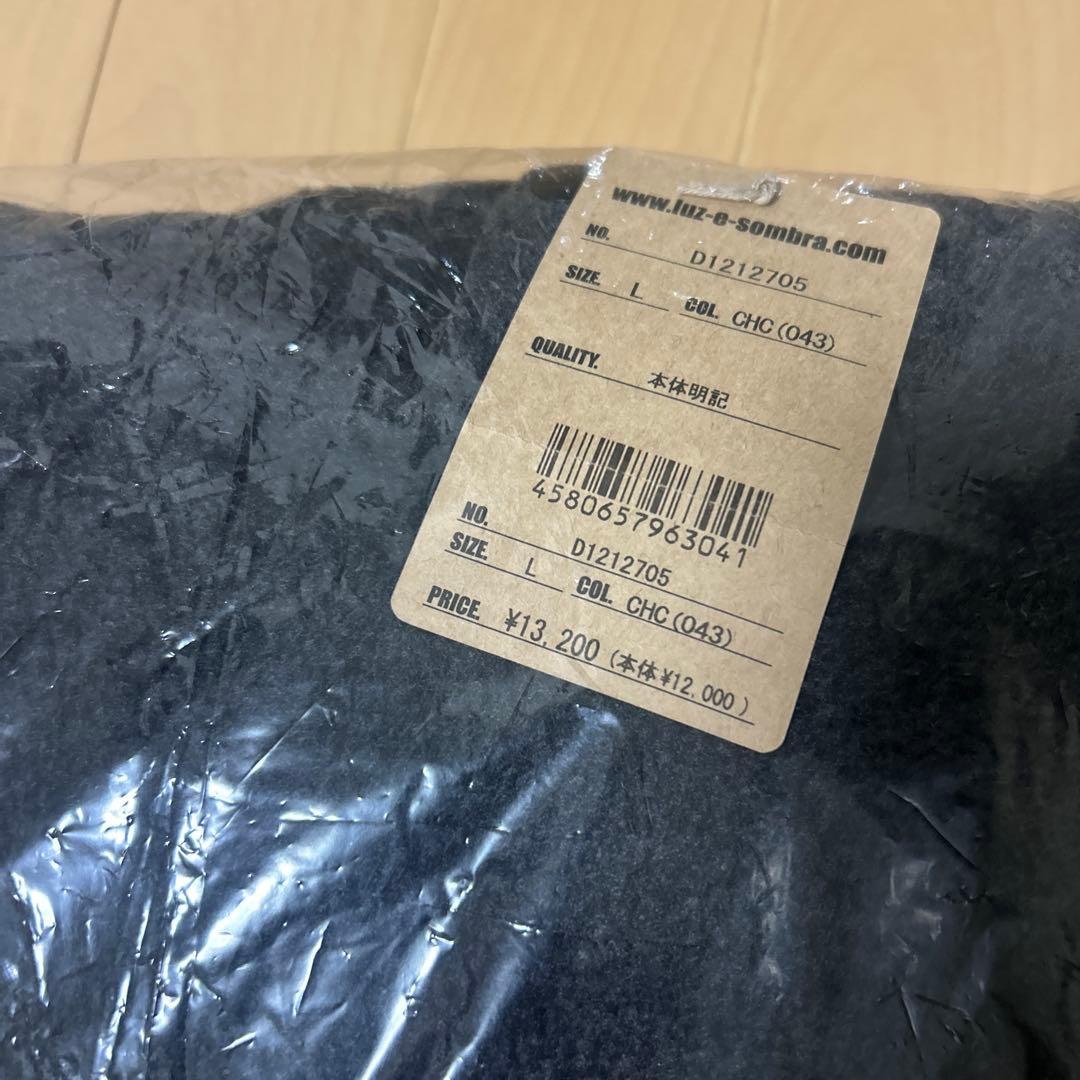 www.luz-e-sombra.com
NO. D1212705
SIZE. L COL. CHC(043)
QUALITY. 本体明記
4580657963041
NO. D1212705
SIZE. L COL. CHC(043)
PRICE. ¥13,200 (本体¥12,000)